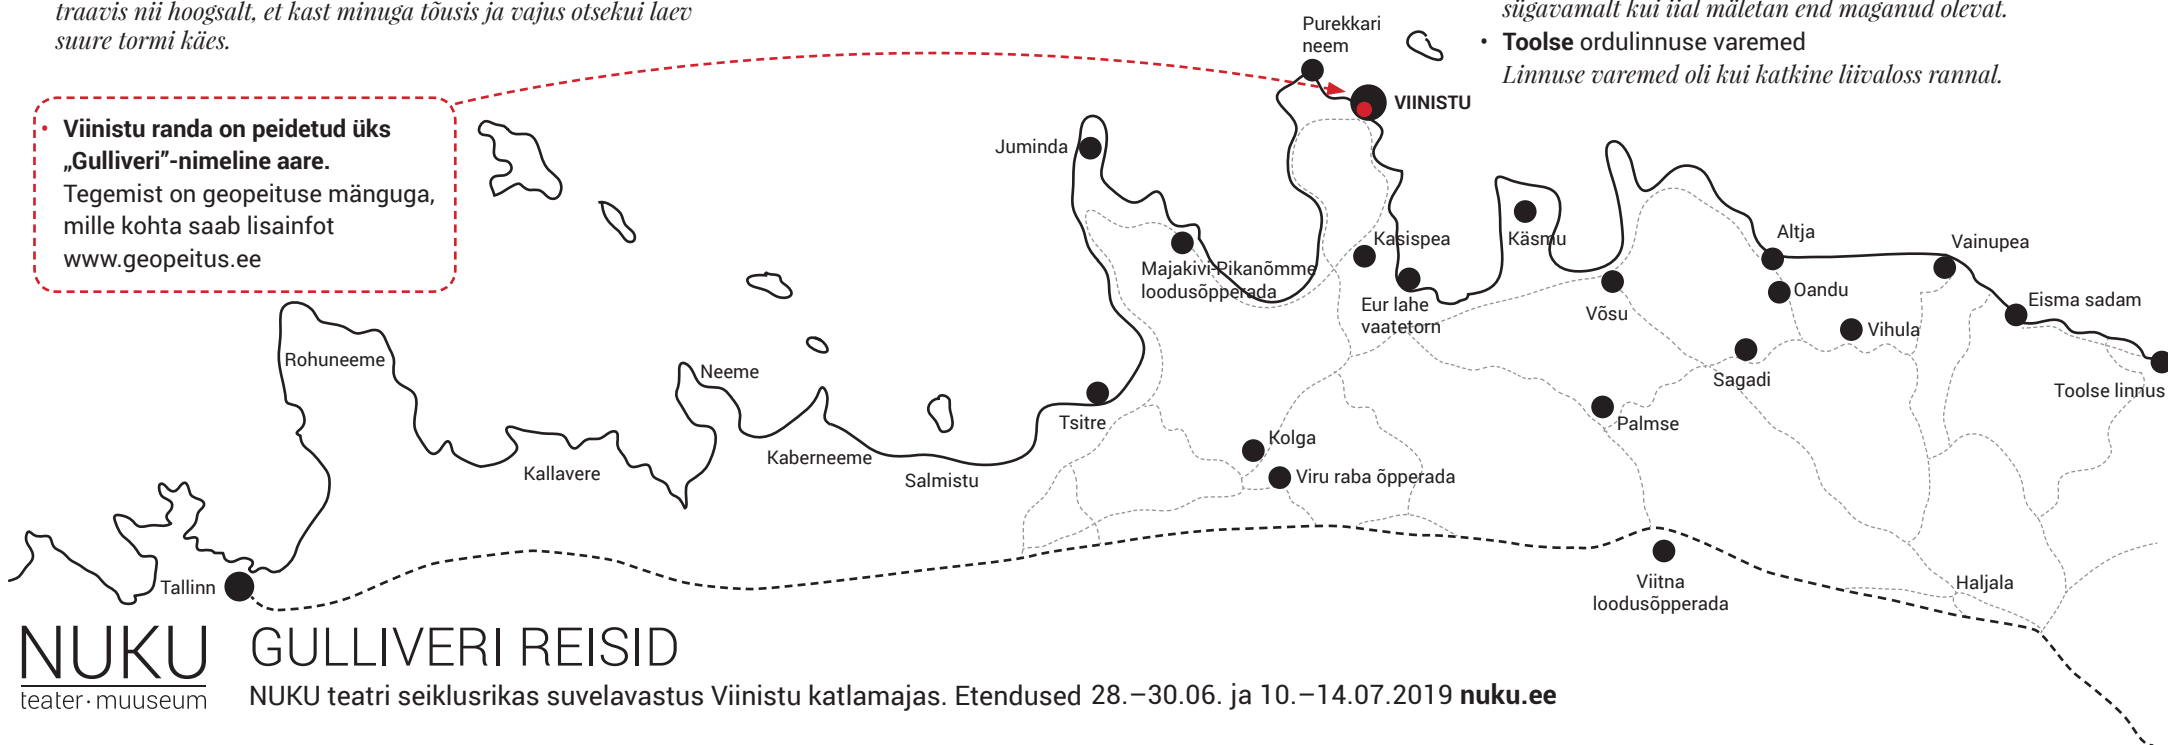 traavis nii hoogsalt, et kast minuga tõusis ja vajus otsekui laev
suure tormi käes.
sügavamalt kui iial mäletan end maganud olevat.
• Toolse ordulinnuse varemed
Linnuse varemed oli kui katkine liivaloss rannal.
• Viinistu randa on peidetud üks
„Gulliveri”-nimeline aare.
Tegemist on geopeituse mänguga,
mille kohta saab lisainfot
www.geopeitus.ee
Purekkari
neem
VIINISTU
Juminda
Majakivi-Pikanõmme
loodusõpperada
Kasispea
Eur lahe
vaatetorn
Käsmu
Võsu
Altja
Oandu
Vainupea
Eisma sadam
Vihula
Sagadi
Toolse linnus
Palmse
Rohuneeme
Neeme
Tsitre
Kallavere
Kaberneeme
Salmistu
Kolga
Viru raba õpperada
Tallinn
Viitna
loodusõpperada
Haljala
NUKU
teater·muuseum
GULLIVERI REISID
NUKU teatri seiklusrikas suvelavastus Viinistu katlamajas. Etendused 28.–30.06. ja 10.–14.07.2019 nuku.ee